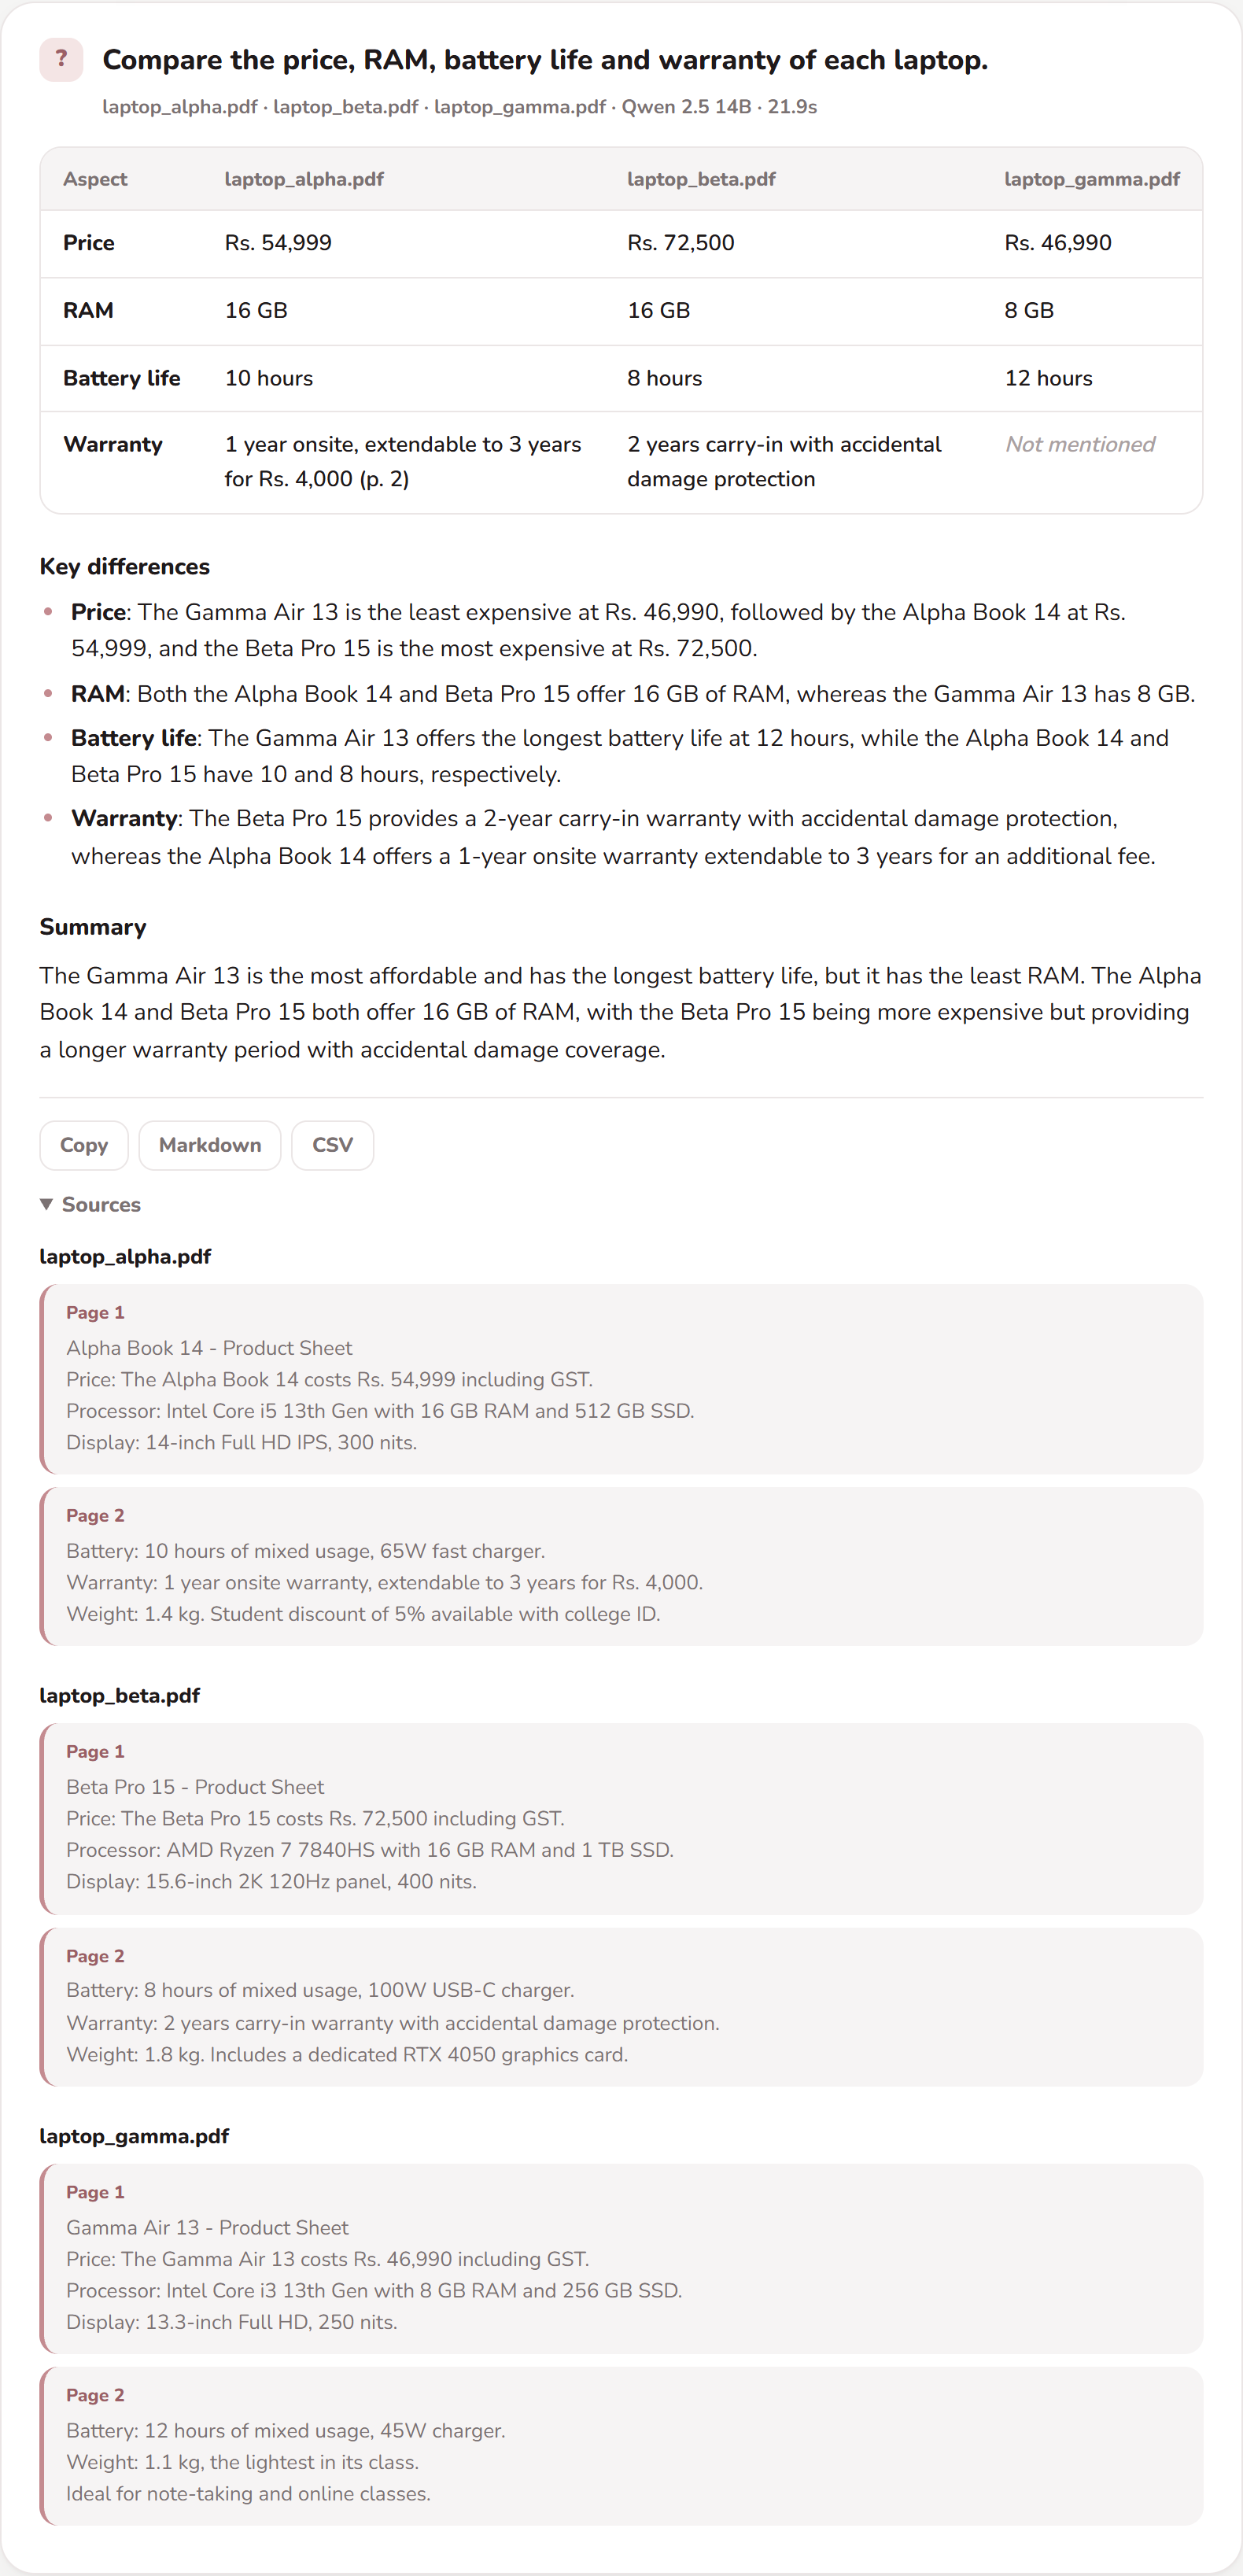 ?
Compare the price, RAM, battery life and warranty of each laptop.
laptop_alpha.pdf · laptop_beta.pdf · laptop_gamma.pdf · Qwen 2.5 14B · 21.9s
Aspect laptop_alpha.pdf laptop_beta.pdf laptop_gamma.pdf
Price Rs. 54,999 Rs. 72,500 Rs. 46,990
RAM 16 GB 16 GB 8 GB
Battery life 10 hours 8 hours 12 hours
Warranty 1 year onsite, extendable to 3 years 2 years carry-in with accidental Not mentioned
for Rs. 4,000 (p. 2) damage protection
Key differences
• Price: The Gamma Air 13 is the least expensive at Rs. 46,990, followed by the Alpha Book 14 at Rs.
54,999, and the Beta Pro 15 is the most expensive at Rs. 72,500.
• RAM: Both the Alpha Book 14 and Beta Pro 15 offer 16 GB of RAM, whereas the Gamma Air 13 has 8 GB.
• Battery life: The Gamma Air 13 offers the longest battery life at 12 hours, while the Alpha Book 14 and
Beta Pro 15 have 10 and 8 hours, respectively.
• Warranty: The Beta Pro 15 provides a 2-year carry-in warranty with accidental damage protection,
whereas the Alpha Book 14 offers a 1-year onsite warranty extendable to 3 years for an additional fee.
Summary
The Gamma Air 13 is the most affordable and has the longest battery life, but it has the least RAM. The Alpha
Book 14 and Beta Pro 15 both offer 16 GB of RAM, with the Beta Pro 15 being more expensive but providing
a longer warranty period with accidental damage coverage.
Copy Markdown CSV
▼ Sources
laptop_alpha.pdf
Page 1
Alpha Book 14 - Product Sheet
Price: The Alpha Book 14 costs Rs. 54,999 including GST.
Processor: Intel Core i5 13th Gen with 16 GB RAM and 512 GB SSD.
Display: 14-inch Full HD IPS, 300 nits.
Page 2
Battery: 10 hours of mixed usage, 65W fast charger.
Warranty: 1 year onsite warranty, extendable to 3 years for Rs. 4,000.
Weight: 1.4 kg. Student discount of 5% available with college ID.
laptop_beta.pdf
Page 1
Beta Pro 15 - Product Sheet
Price: The Beta Pro 15 costs Rs. 72,500 including GST.
Processor: AMD Ryzen 7 7840HS with 16 GB RAM and 1 TB SSD.
Display: 15.6-inch 2K 120Hz panel, 400 nits.
Page 2
Battery: 8 hours of mixed usage, 100W USB-C charger.
Warranty: 2 years carry-in warranty with accidental damage protection.
Weight: 1.8 kg. Includes a dedicated RTX 4050 graphics card.
laptop_gamma.pdf
Page 1
Gamma Air 13 - Product Sheet
Price: The Gamma Air 13 costs Rs. 46,990 including GST.
Processor: Intel Core i3 13th Gen with 8 GB RAM and 256 GB SSD.
Display: 13.3-inch Full HD, 250 nits.
Page 2
Battery: 12 hours of mixed usage, 45W charger.
Weight: 1.1 kg, the lightest in its class.
Ideal for note-taking and online classes.